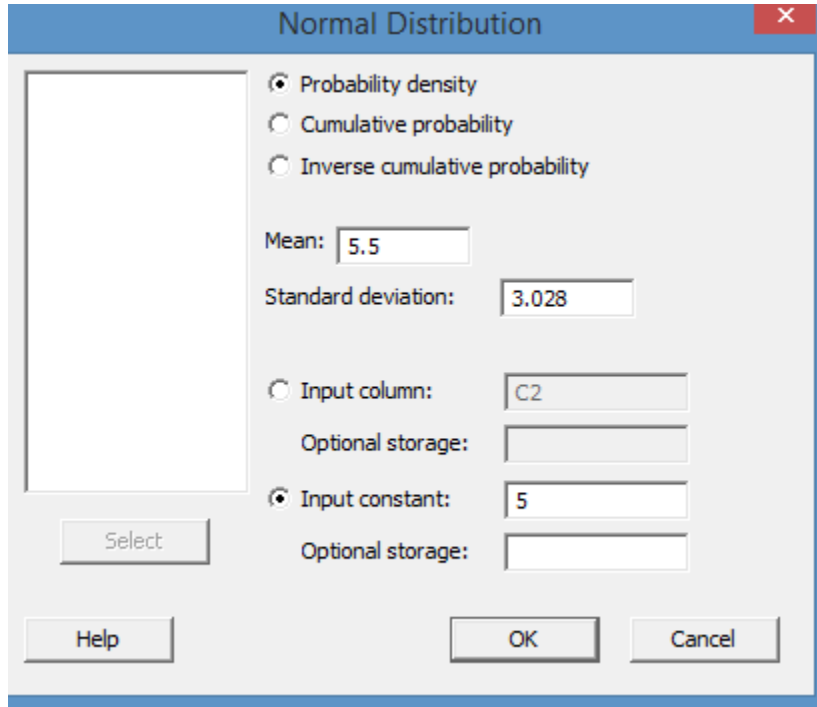 Normal Distribution
Probability density
Cumulative probability
Inverse cumulative probability
Mean: 5.5
Standard deviation: 3.028
Input column: C2
Optional storage:
Input constant: 5
Optional storage:
Select
Help OK Cancel